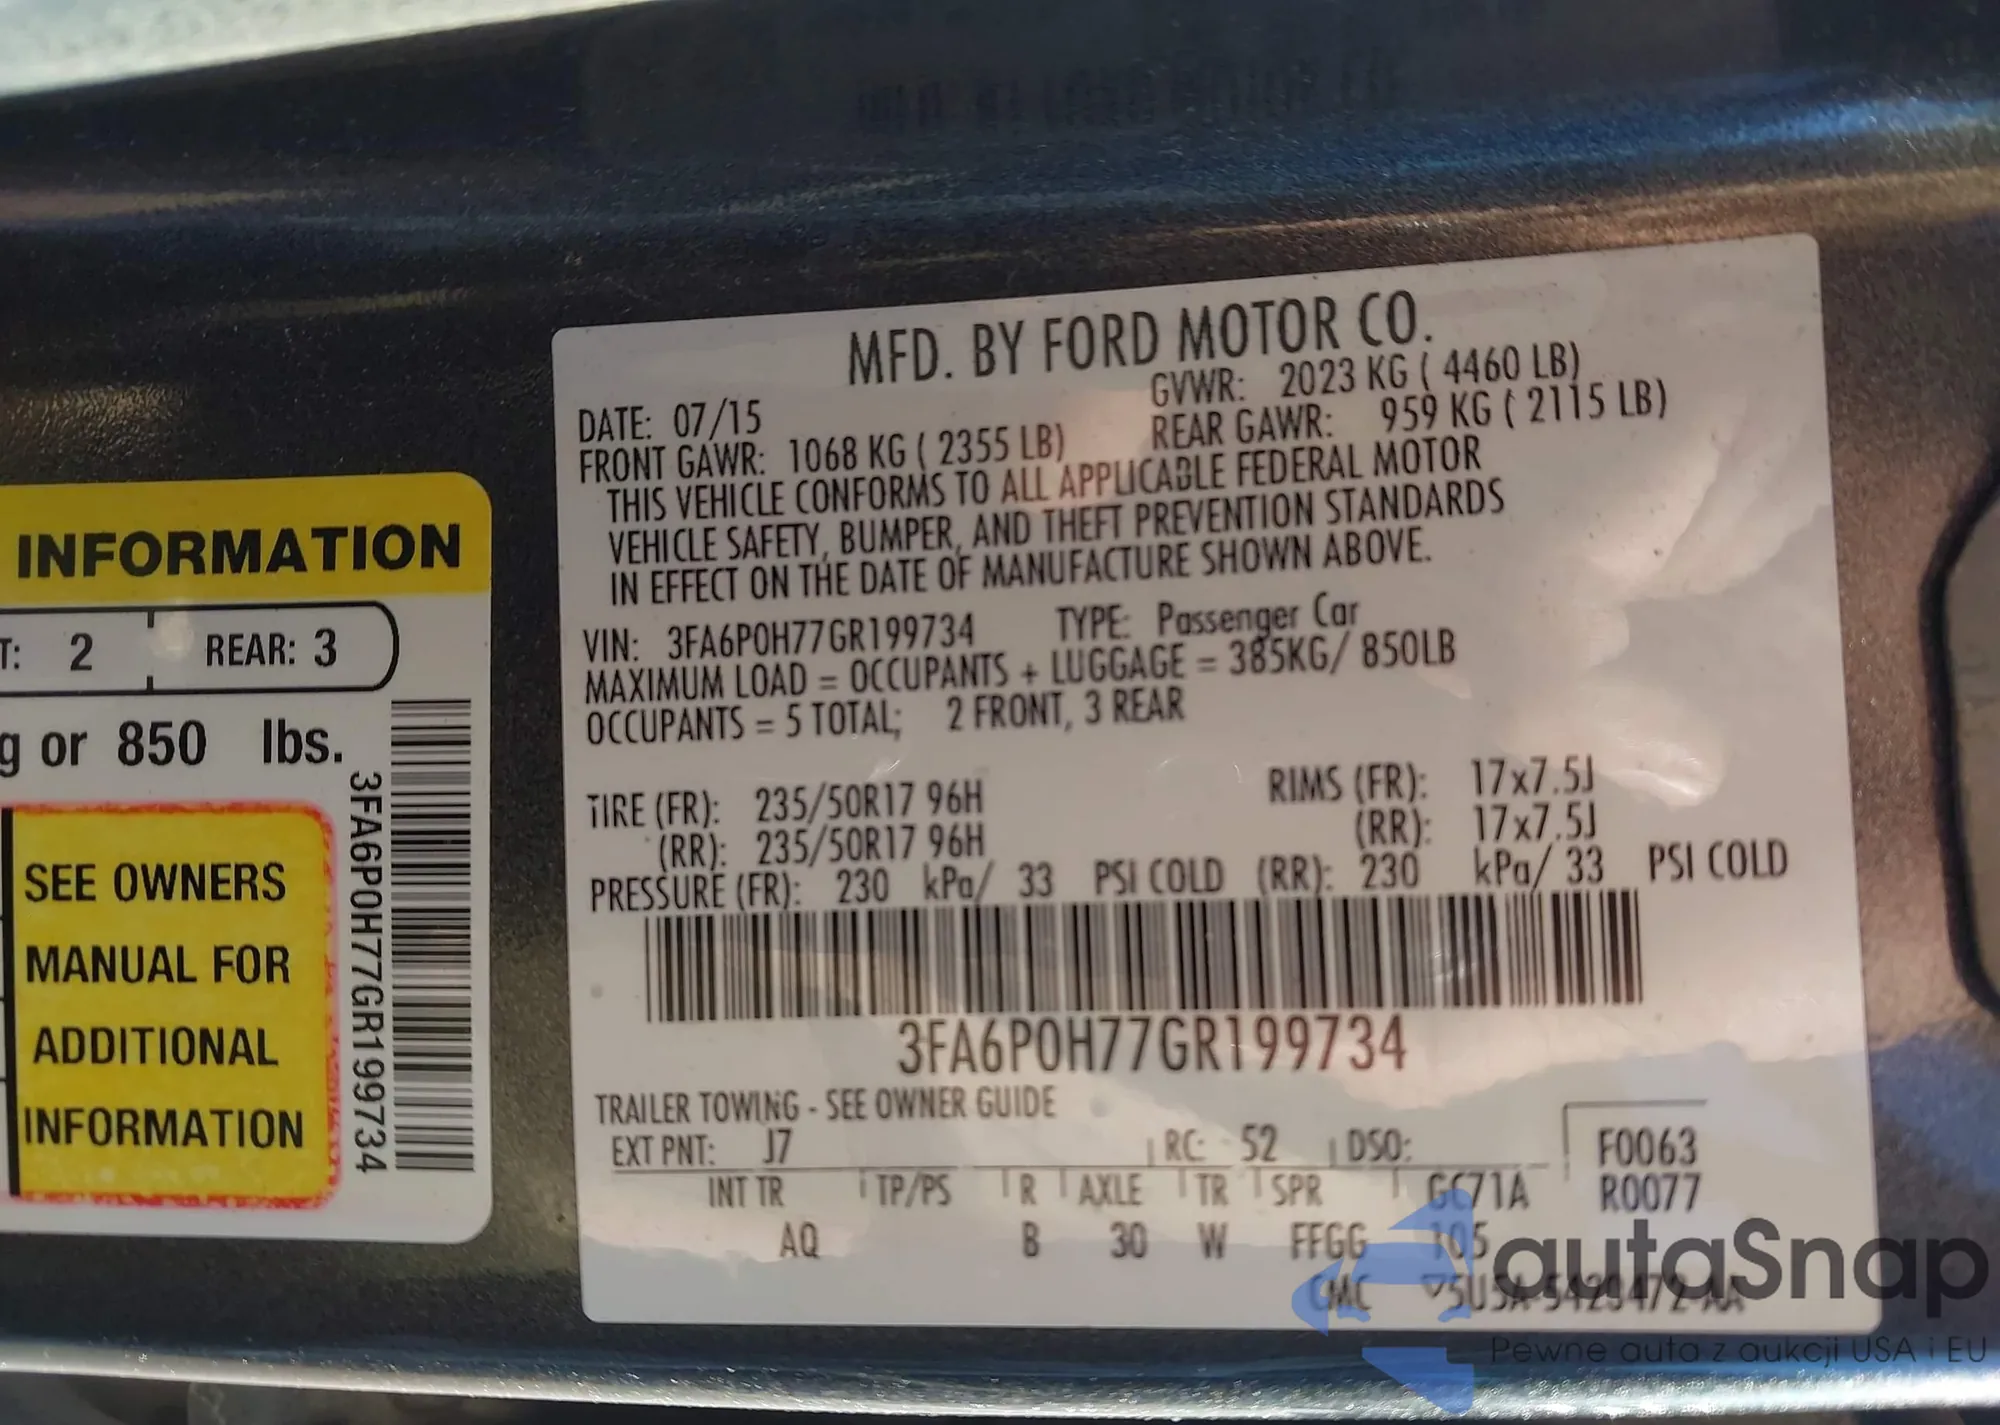 INFORMATION
T: 2 REAR: 3
g or 850 lbs.
SEE OWNERS
MANUAL FOR
ADDITIONAL
INFORMATION
3FA6P0H77GR199734
MFD. BY FORD MOTOR CO.
DATE: 07/15 GVWR: 2023 KG ( 4460 LB)
FRONT GAWR: 1068 KG ( 2355 LB) REAR GAWR: 959 KG ( 2115 LB)
THIS VEHICLE CONFORMS TO ALL APPLICABLE FEDERAL MOTOR
VEHICLE SAFETY, BUMPER, AND THEFT PREVENTION STANDARDS
IN EFFECT ON THE DATE OF MANUFACTURE SHOWN ABOVE.
VIN: 3FA6P0H77GR199734 TYPE: Passenger Car
MAXIMUM LOAD = OCCUPANTS + LUGGAGE = 385KG/ 850LB
OCCUPANTS = 5 TOTAL; 2 FRONT, 3 REAR
TIRE (FR): 235/50R17 96H RIMS (FR): 17x7.5J
(RR): 235/50R17 96H (RR): 17x7.5J
PRESSURE (FR): 230 kPa/ 33 PSI COLD (RR): 230 kPa/ 33 PSI COLD
3FA6P0H77GR199734
TRAILER TOWING - SEE OWNER GUIDE
EXT PNT: J7 RC: 52 DSO: F0063
INT TR TP/PS R AXLE TR SPR GC71A R0077
AQ B 30 W FFGG 105
autaSnap
Pewne auta z aukcji USA i EU